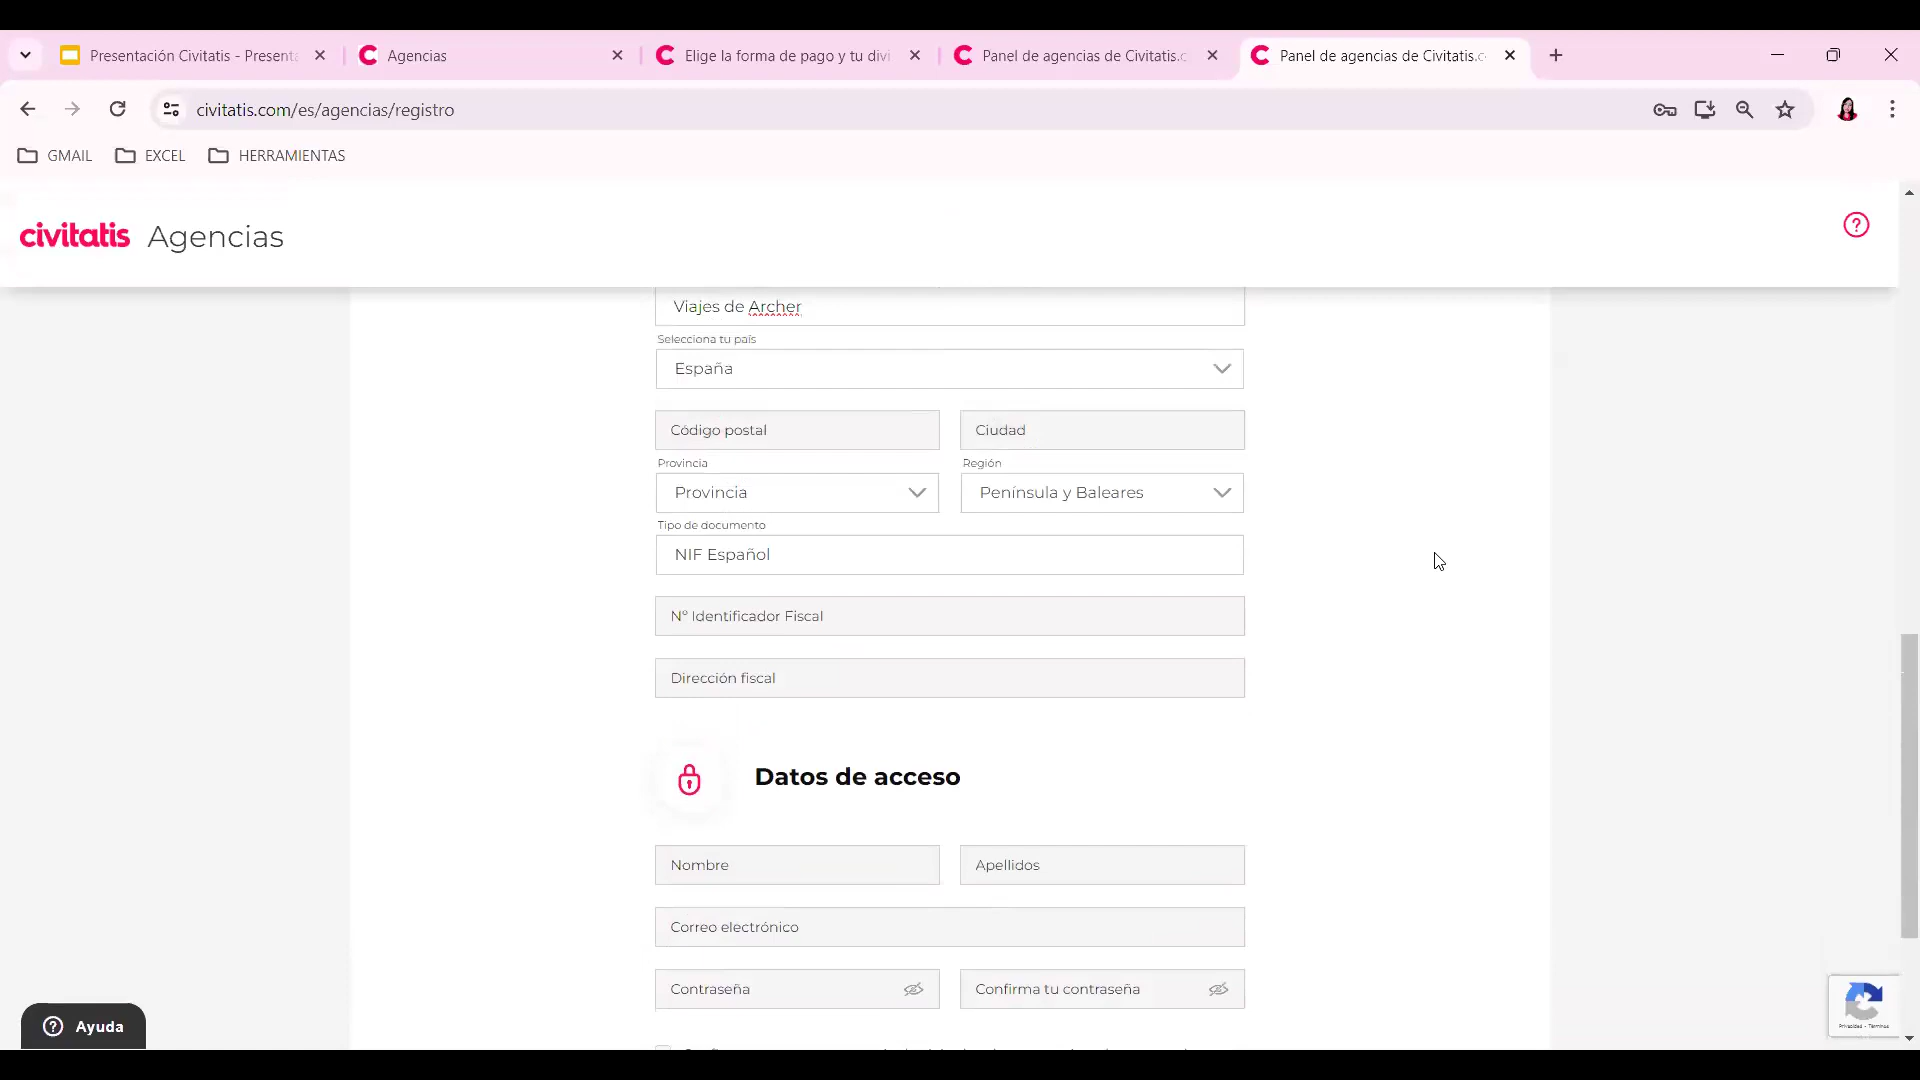 Presentación Civitatis - Present
Agencias
Elige la forma de pago y tu divi
Panel de agencias de Civitatis.c
Panel de agencias de Civitatis.c
civitatis.com/es/agencias/registro
GMAIL
EXCEL
HERRAMIENTAS
civitatis Agencias
Viajes de Archer
Selecciona tu país
España
Código postal
Ciudad
Provincia
Región
Provincia
Península y Baleares
Tipo de documento
NIF Español
Nº Identificador Fiscal
Dirección fiscal
Datos de acceso
Nombre
Apellidos
Correo electrónico
Contraseña
Confirma tu contraseña
Ayuda
Privacidad - Términos